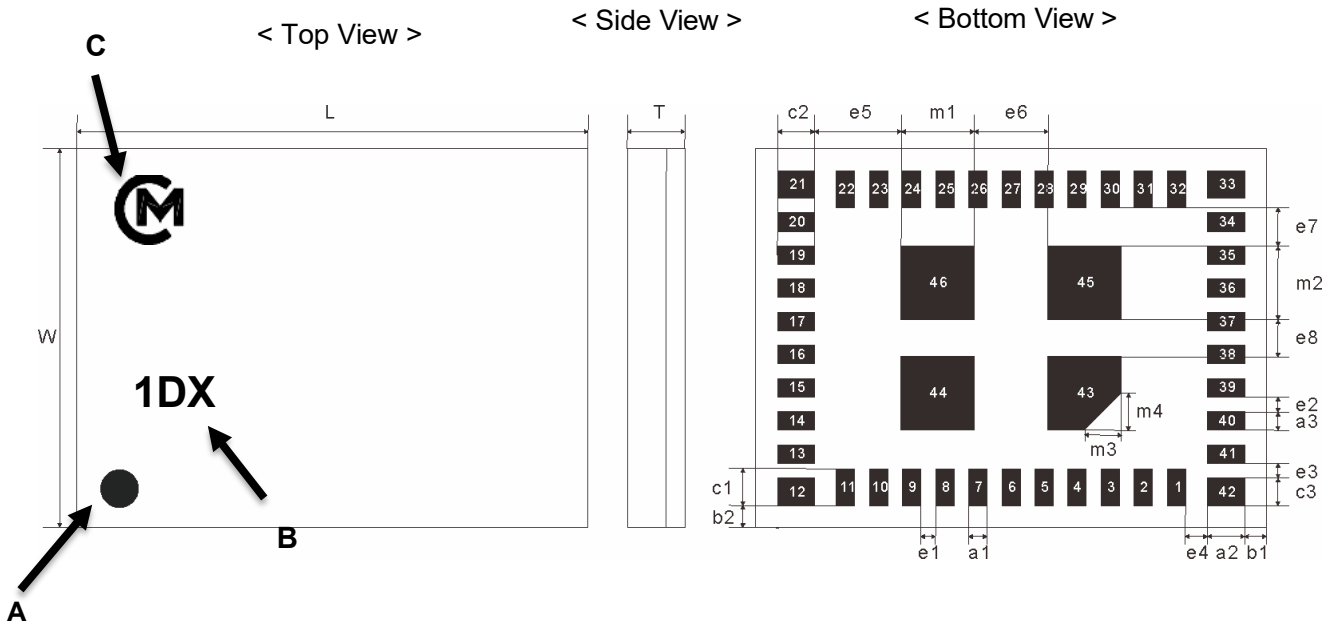 < Top View >
< Side View >
< Bottom View >
C
L
T
c2
e5
m1
e6
CM
W
1DX
B
A
21 22 23 24 25 26 27 28 29 30 31 32 33
20
34
e7
19
46
45
35
m2
18
36
17
37
e8
16
38
15
44
43
39
e2
14
m4
40
a3
m3
13
41
e3
c1
12 11 10 9 8 7 6 5 4 3 2 1 42
c3
b2
e1
a1
e4
a2
b1